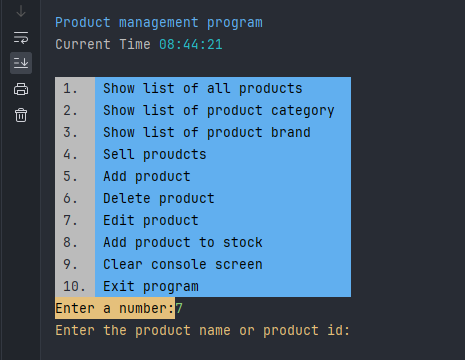 Product management program
Current Time 08:44:21
1. Show list of all products
2. Show list of product category
3. Show list of product brand
4. Sell proudcts
5. Add product
6. Delete product
7. Edit product
8. Add product to stock
9. Clear console screen
10. Exit program
Enter a number:7
Enter the product name or product id: